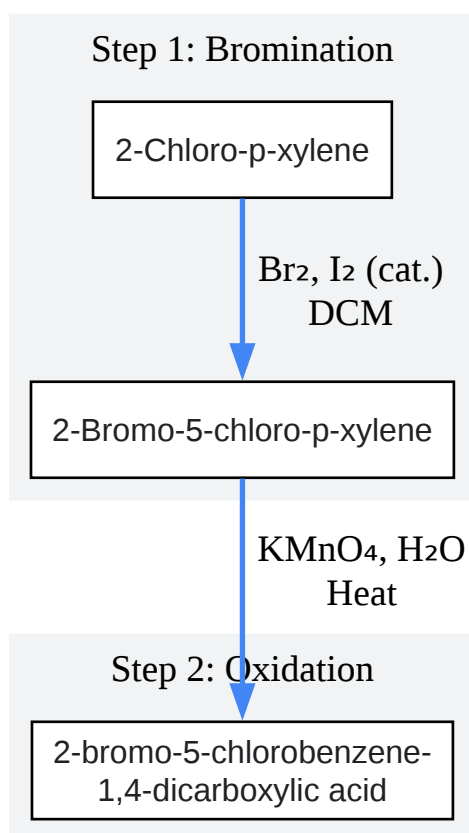 Step 1: Bromination
2-Chloro-p-xylene
Br₂, I₂ (cat.)
DCM
2-Bromo-5-chloro-p-xylene
KMnO₄, H₂O
Heat
Step 2: Oxidation
2-bromo-5-chlorobenzene-
1,4-dicarboxylic acid